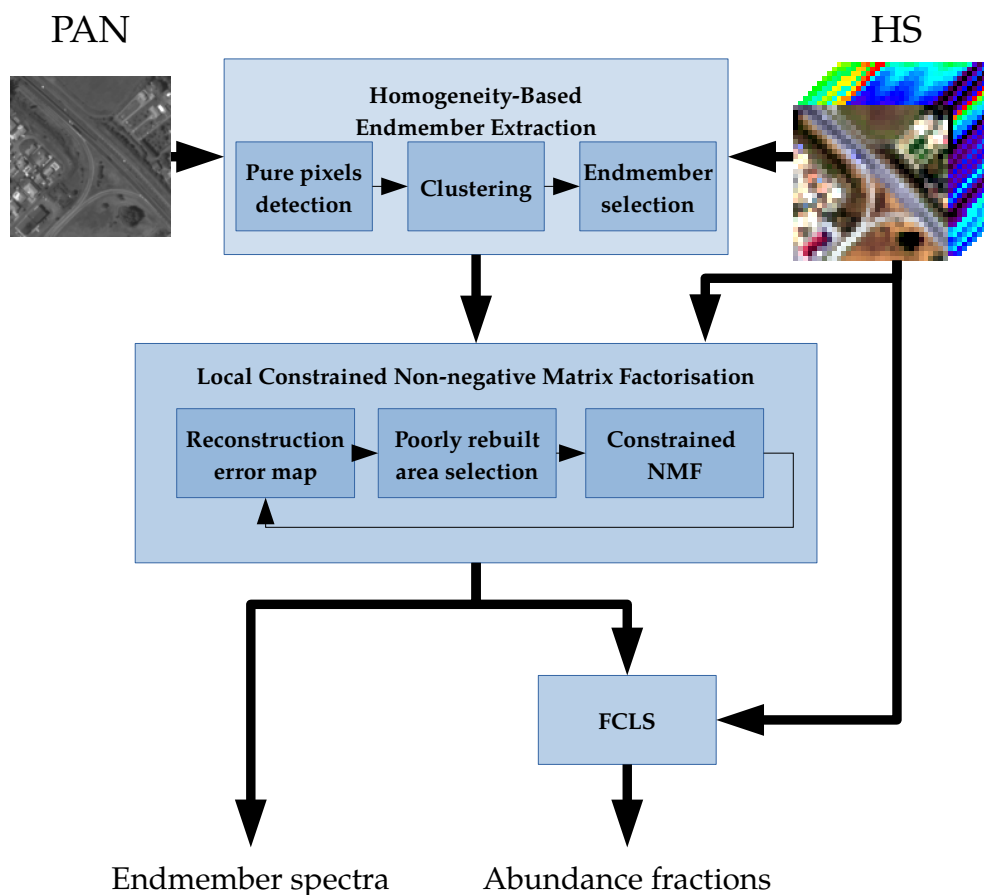 PAN
HS
Homogeneity-Based
Endmember Extraction
Pure pixels
detection
Clustering
Endmember
selection
Local Constrained Non-negative Matrix Factorisation
Reconstruction
error map
Poorly rebuilt
area selection
Constrained
NMF
FCLS
Endmember spectra
Abundance fractions